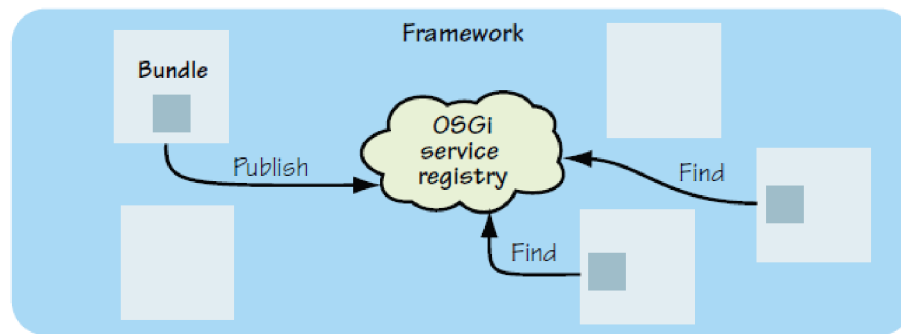 Framework
Bundle
OSGi
service
registry
Publish
Find
Find